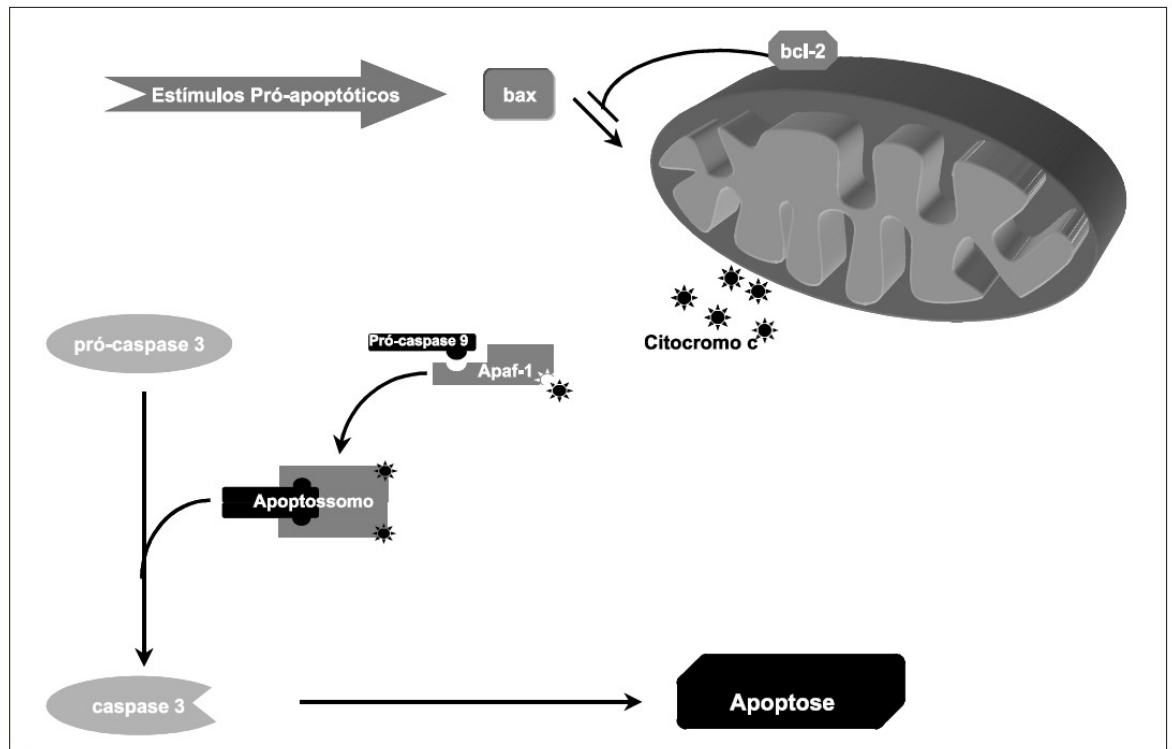 bcl-2
Estímulos Pró-apoptóticos
bax
Citocromo c
pró-caspase 3
Pró-caspase 9
Apaf-1
Apoptossomo
caspase 3
Apoptose